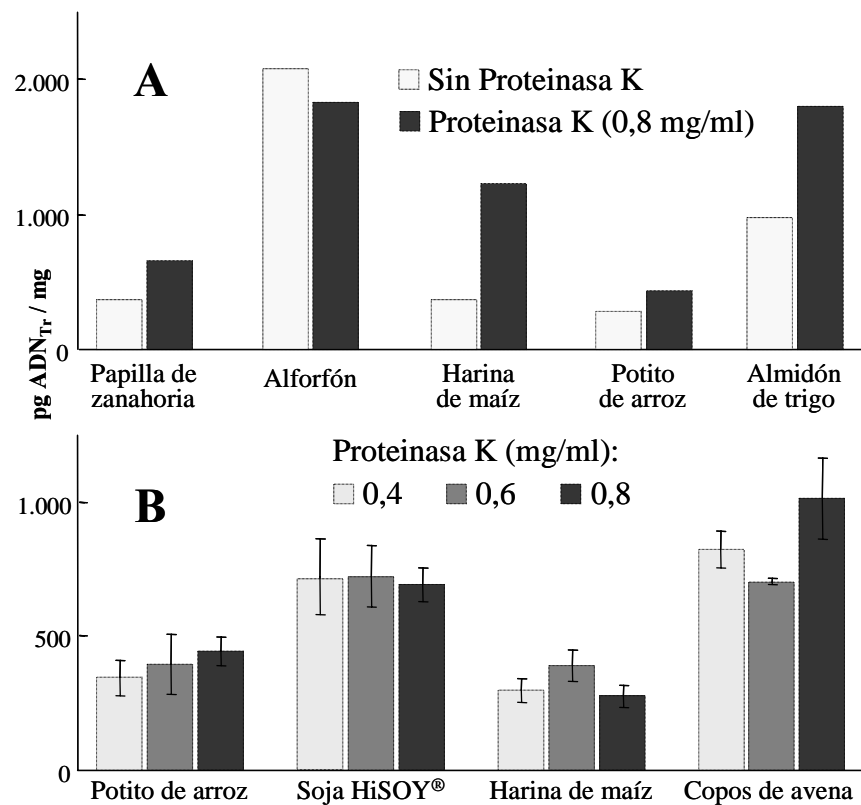 A
Sin Proteinasa K
Proteinasa K (0,8 mg/ml)
2.000
1.000
0
pg ADNTr / mg
Papilla de
zanahoria
Alforfón
Harina
de maíz
Potito
de arroz
Almidón
de trigo
B
Proteinasa K (mg/ml):
0,4 0,6 0,8
1.000
500
0
Potito de arroz Soja HiSOY® Harina de maíz Copos de avena